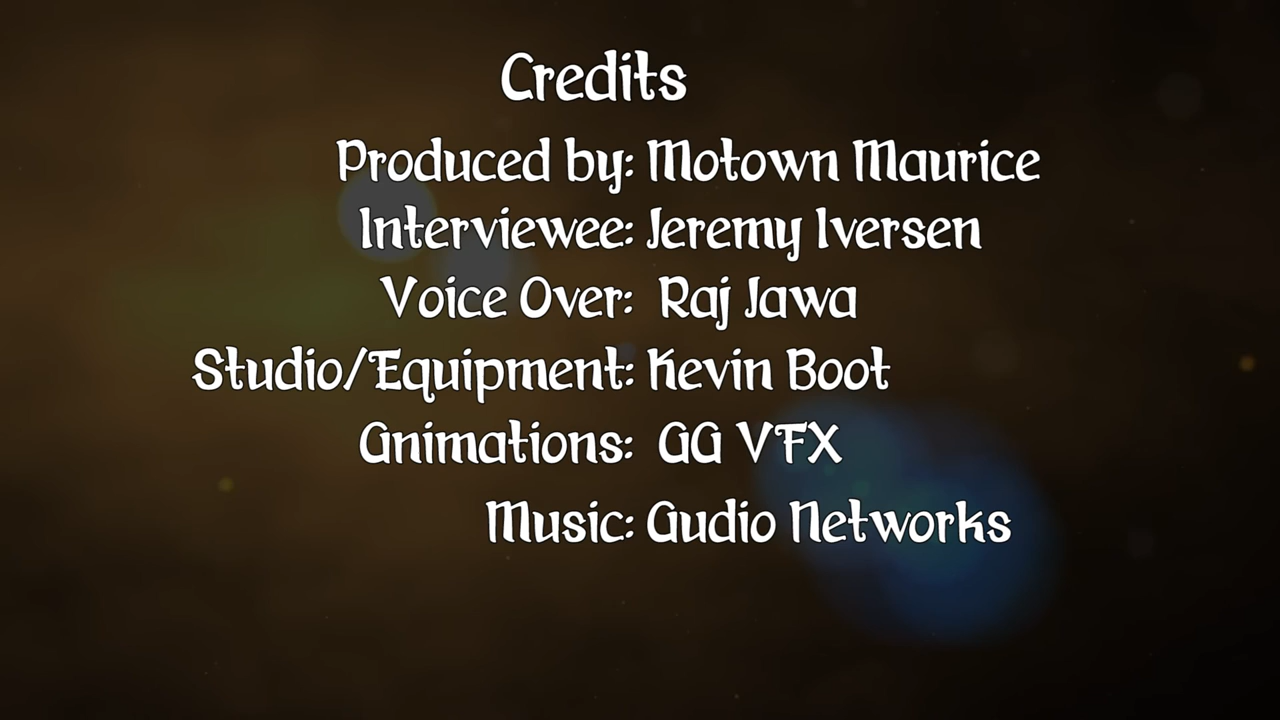 Credits
Produced by: Motown Maurice
Interviewee: Jeremy Iversen
Voice Over: Raj Jawa
Studio/Equipment: Kevin Boot
Animations: AA VFX
Music: Audio Networks